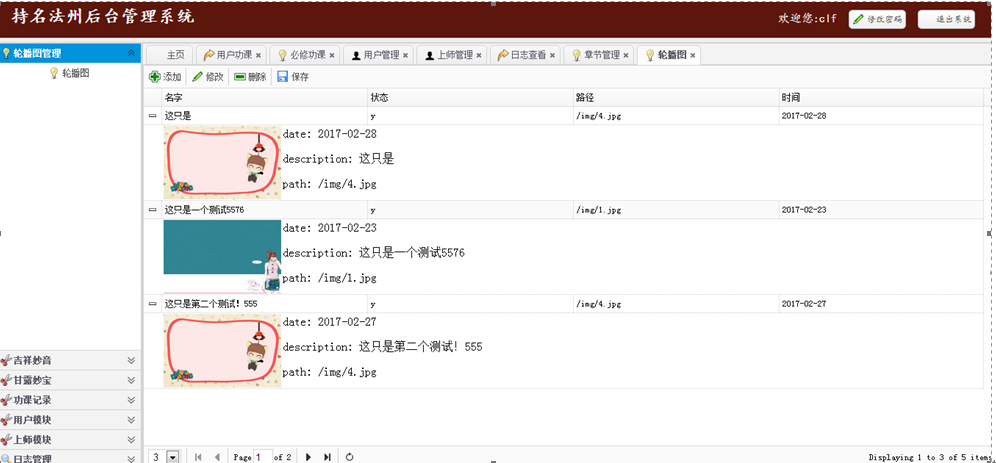 持名法州后台管理系统
欢迎您:clf 修改密码 退出系统
轮播图管理 主页 用户功课 必修功课 用户管理 上师管理 日志查看 章节管理 轮播图
轮播图
添加 修改 删除 保存
名字 状态 路径 时间
这只是 y /img/4.jpg 2017-02-28
date: 2017-02-28
description: 这只是
path: /img/4.jpg
这只是一个测试5576 y /img/1.jpg 2017-02-23
date: 2017-02-23
description: 这只是一个测试5576
path: /img/1.jpg
这只是第二个测试! 555 y /img/4.jpg 2017-02-27
date: 2017-02-27
description: 这只是第二个测试! 555
path: /img/4.jpg
吉祥妙音
甘露妙宝
功课记录
用户模块
上师模块
日志管理
3 Page 1 of 2 Displaying 1 to 3 of 5 items